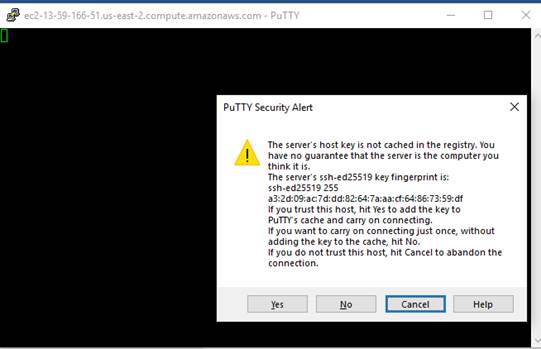 ec2-13-59-166-51.us-east-2.compute.amazonaws.com - PuTTY
PuTTY Security Alert
The server's host key is not cached in the registry. You
have no guarantee that the server is the computer you
think it is.
The server's ssh-ed25519 key fingerprint is:
ssh-ed25519 255
a3:2d:09:ac:7d:dd:82:64:7a:aa:cf:64:86:73:59:df
If you trust this host, hit Yes to add the key to
PuTTY's cache and carry on connecting.
If you want to carry on connecting just once, without
adding the key to the cache, hit No.
If you do not trust this host, hit Cancel to abandon the
connection.
Yes No Cancel Help